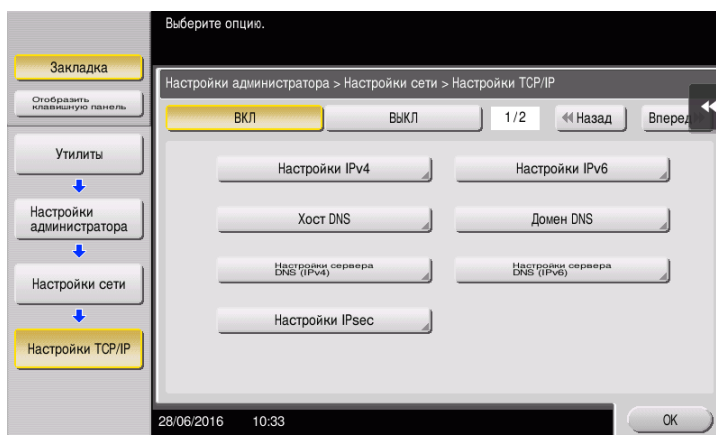 Выберите опцию.
Закладка
Отобразить
клавишную панель
Утилиты
Настройки
администратора
Настройки сети
Настройки TCP/IP
Настройки администратора > Настройки сети > Настройки TCP/IP
ВКЛ ВЫКЛ 1/2 Назад Вперед
Настройки IPv4 Настройки IPv6
Хост DNS Домен DNS
Настройки сервера
DNS (IPv4)
Настройки сервера
DNS (IPv6)
Настройки IPsec
28/06/2016 10:33 OK